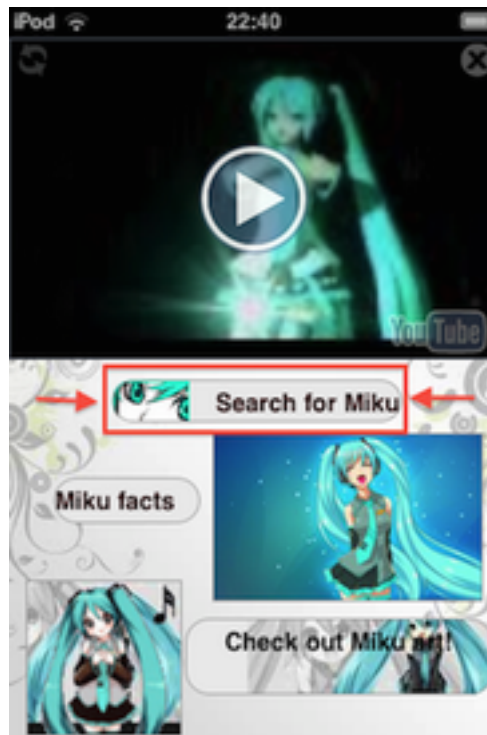 iPod 22:40
YouTube
Search for Miku
Miku facts
Check out Miku art!